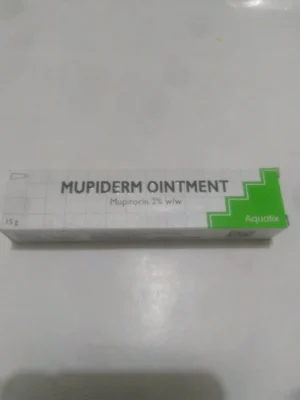 MUPIDERM OINTMENT
Mupirocin 2% w/w
15 g
Aquatix